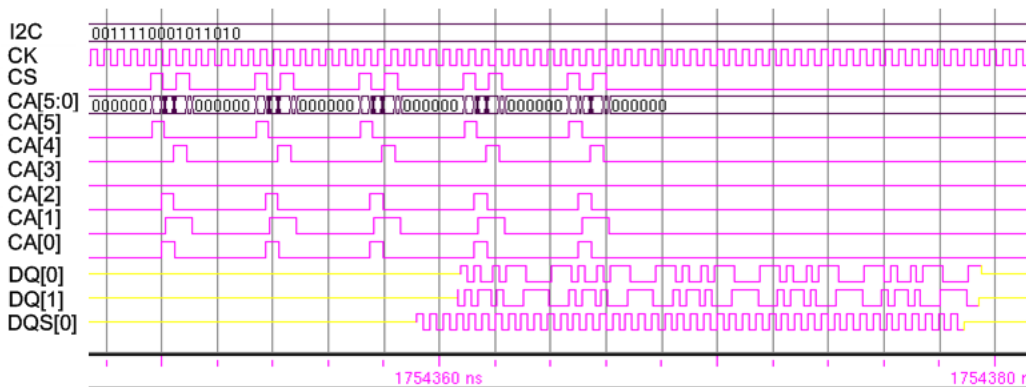 I2C 0011110001011010
CK
CS
CA[5:0] 000000 000000 000000 000000 000000 000000
CA[5]
CA[4]
CA[3]
CA[2]
CA[1]
CA[0]
DQ[0]
DQ[1]
DQS[0]
1754360 ns 1754380 n